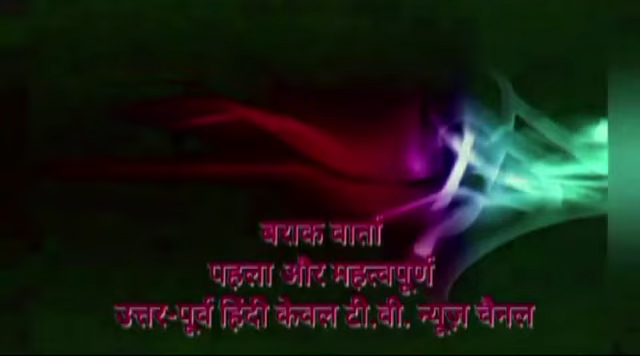 बराक वार्ता
पहला और महत्वपूर्ण
उत्तर-पूर्व हिंदी केबल टी.वी. न्यूज़ चैनल